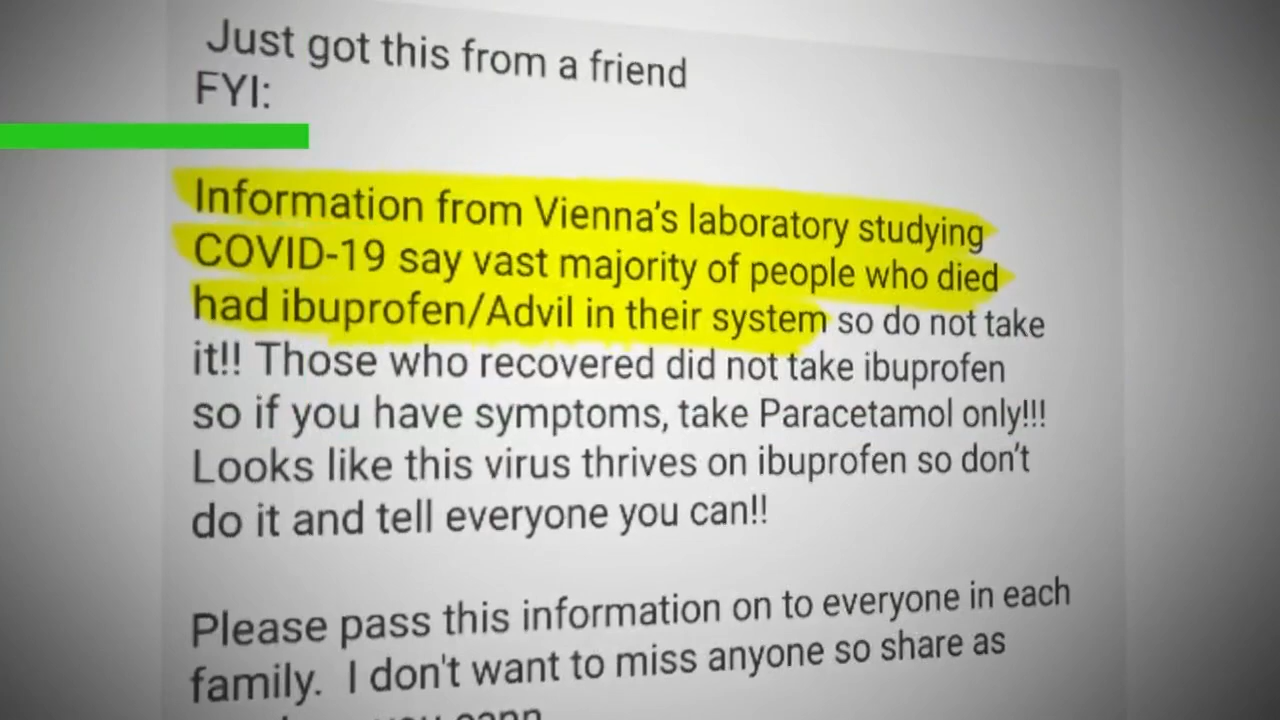 Just got this from a friend
FYI:
Information from Vienna's laboratory studying
COVID-19 say vast majority of people who died
had ibuprofen/Advil in their system so do not take
it!! Those who recovered did not take ibuprofen
so if you have symptoms, take Paracetamol only!!!
Looks like this virus thrives on ibuprofen so don't
do it and tell everyone you can!!
Please pass this information on to everyone in each
family. I don't want to miss anyone so share as